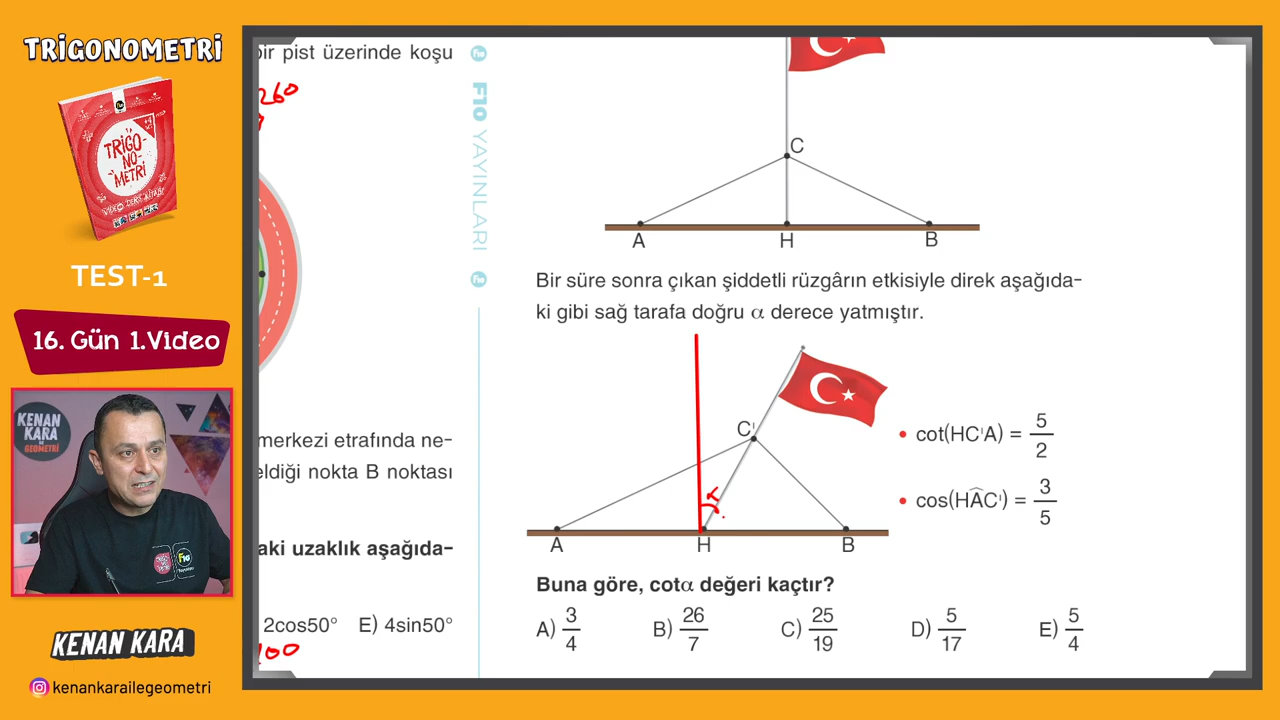 TRİGONOMETRİ
TRİGO-
NO-
METRİ
TEST-1
16. Gün 1.Video
KENAN
KARA
İLE
GEOMETRİ
KENAN KARA
kenankarailegeometri
bir pist üzerinde koşu
260
merkezi etrafında ne-
eldiği nokta B noktası
aki uzaklık aşağıda-
2cos50° E) 4sin50°
100
F10 YAYINLARI
C
A H B
Bir süre sonra çıkan şiddetli rüzgârın etkisiyle direk aşağıda-
ki gibi sağ tarafa doğru α derece yatmıştır.
C'
α
A H B
• cot(HC'A) = 5/2
• cos(HÂC') = 3/5
Buna göre, cotα değeri kaçtır?
A) 3/4 B) 26/7 C) 25/19 D) 5/17 E) 5/4